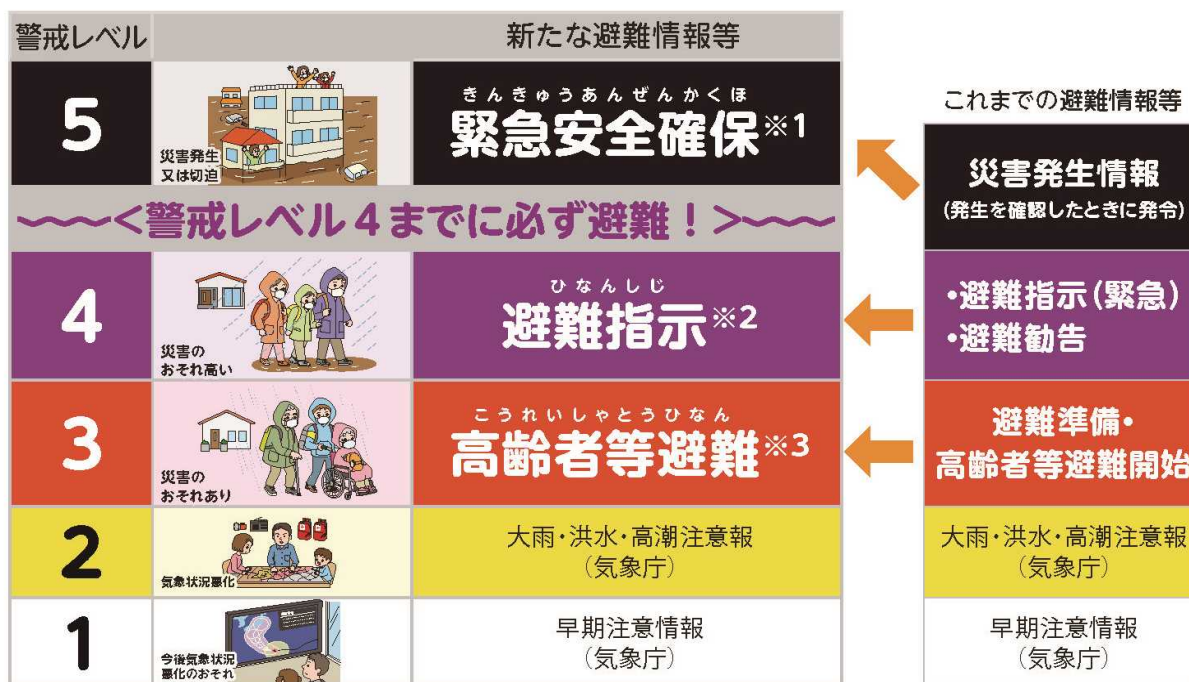 警戒レベル
新たな避難情報等
5
災害発生
又は切迫
きんきゅうあんぜんかくほ
緊急安全確保※1
〜〜〜<警戒レベル4までに必ず避難！>〜〜〜
4
災害の
おそれ高い
ひなんしじ
避難指示※2
3
災害の
おそれあり
こうれいしゃとうひなん
高齢者等避難※3
2
気象状況悪化
大雨・洪水・高潮注意報
（気象庁）
1
今後気象状況
悪化のおそれ
早期注意情報
（気象庁）
これまでの避難情報等
災害発生情報
(発生を確認したときに発令)
・避難指示(緊急)
・避難勧告
避難準備・
高齢者等避難開始
大雨・洪水・高潮注意報
（気象庁）
早期注意情報
（気象庁）